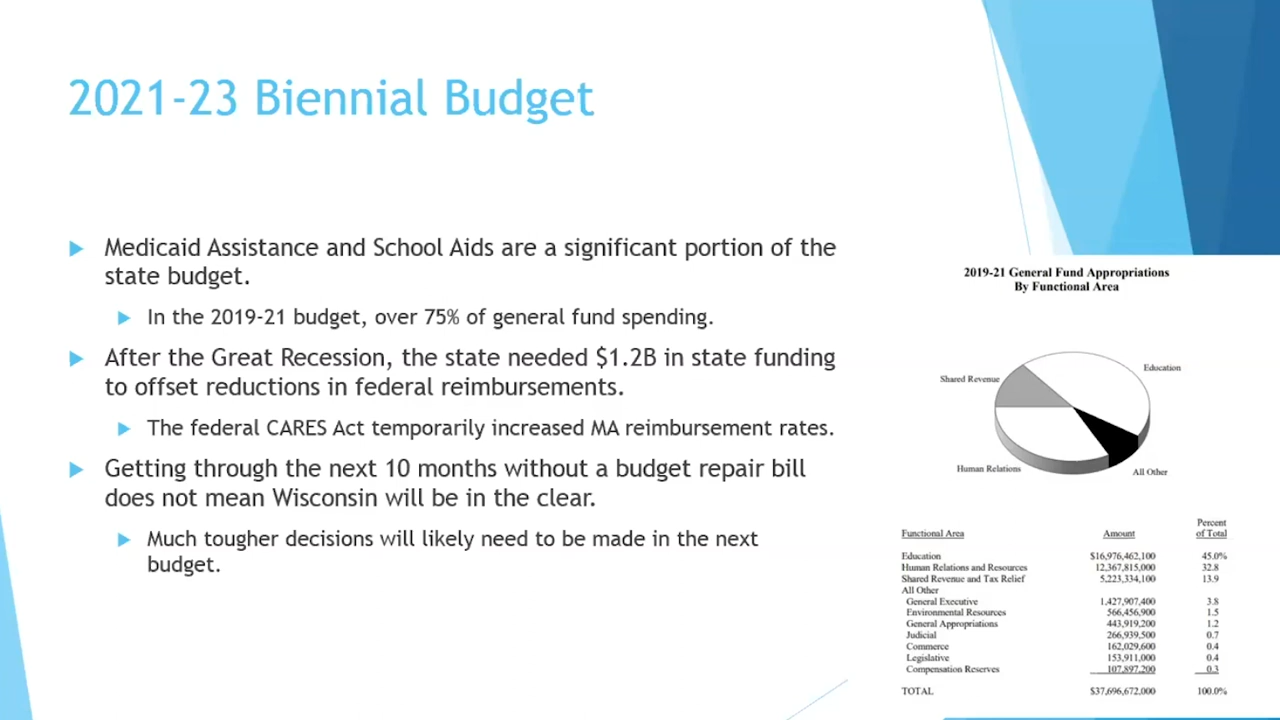 2021-23 Biennial Budget
Medicaid Assistance and School Aids are a significant portion of the
state budget.
In the 2019-21 budget, over 75% of general fund spending.
After the Great Recession, the state needed $1.2B in state funding
to offset reductions in federal reimbursements.
The federal CARES Act temporarily increased MA reimbursement rates.
Getting through the next 10 months without a budget repair bill
does not mean Wisconsin will be in the clear.
Much tougher decisions will likely need to be made in the next
budget.
2019-21 General Fund Appropriations
By Functional Area
Education
Shared Revenue
Human Relations
All Other
Percent
Functional Area Amount of Total
Education $16,976,462,100 45.0%
Human Relations and Resources 12,367,815,000 32.8
Shared Revenue and Tax Relief 5,223,334,100 13.9
All Other
General Executive 1,427,907,400 3.8
Environmental Resources 566,456,900 1.5
General Appropriations 443,919,200 1.2
Judicial 266,939,500 0.7
Commerce 162,029,600 0.4
Legislative 153,911,000 0.4
Compensation Reserves 107,897,200 0.3
TOTAL $37,696,672,000 100.0%